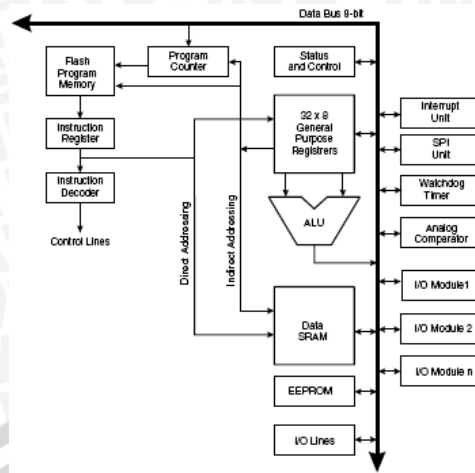 Data Bus 8-bit
Flash
Program
Memory
Program
Counter
Status
and Control
Instruction
Register
32 x 8
General
Purpose
Registrers
Interrupt
Unit
SPI
Unit
Instruction
Decoder
Watchdog
Timer
Control Lines
Direct Addressing
Indirect Addressing
ALU
Analog
Comparator
I/O Module1
Data
SRAM
I/O Module 2
I/O Module n
EEPROM
I/O Lines